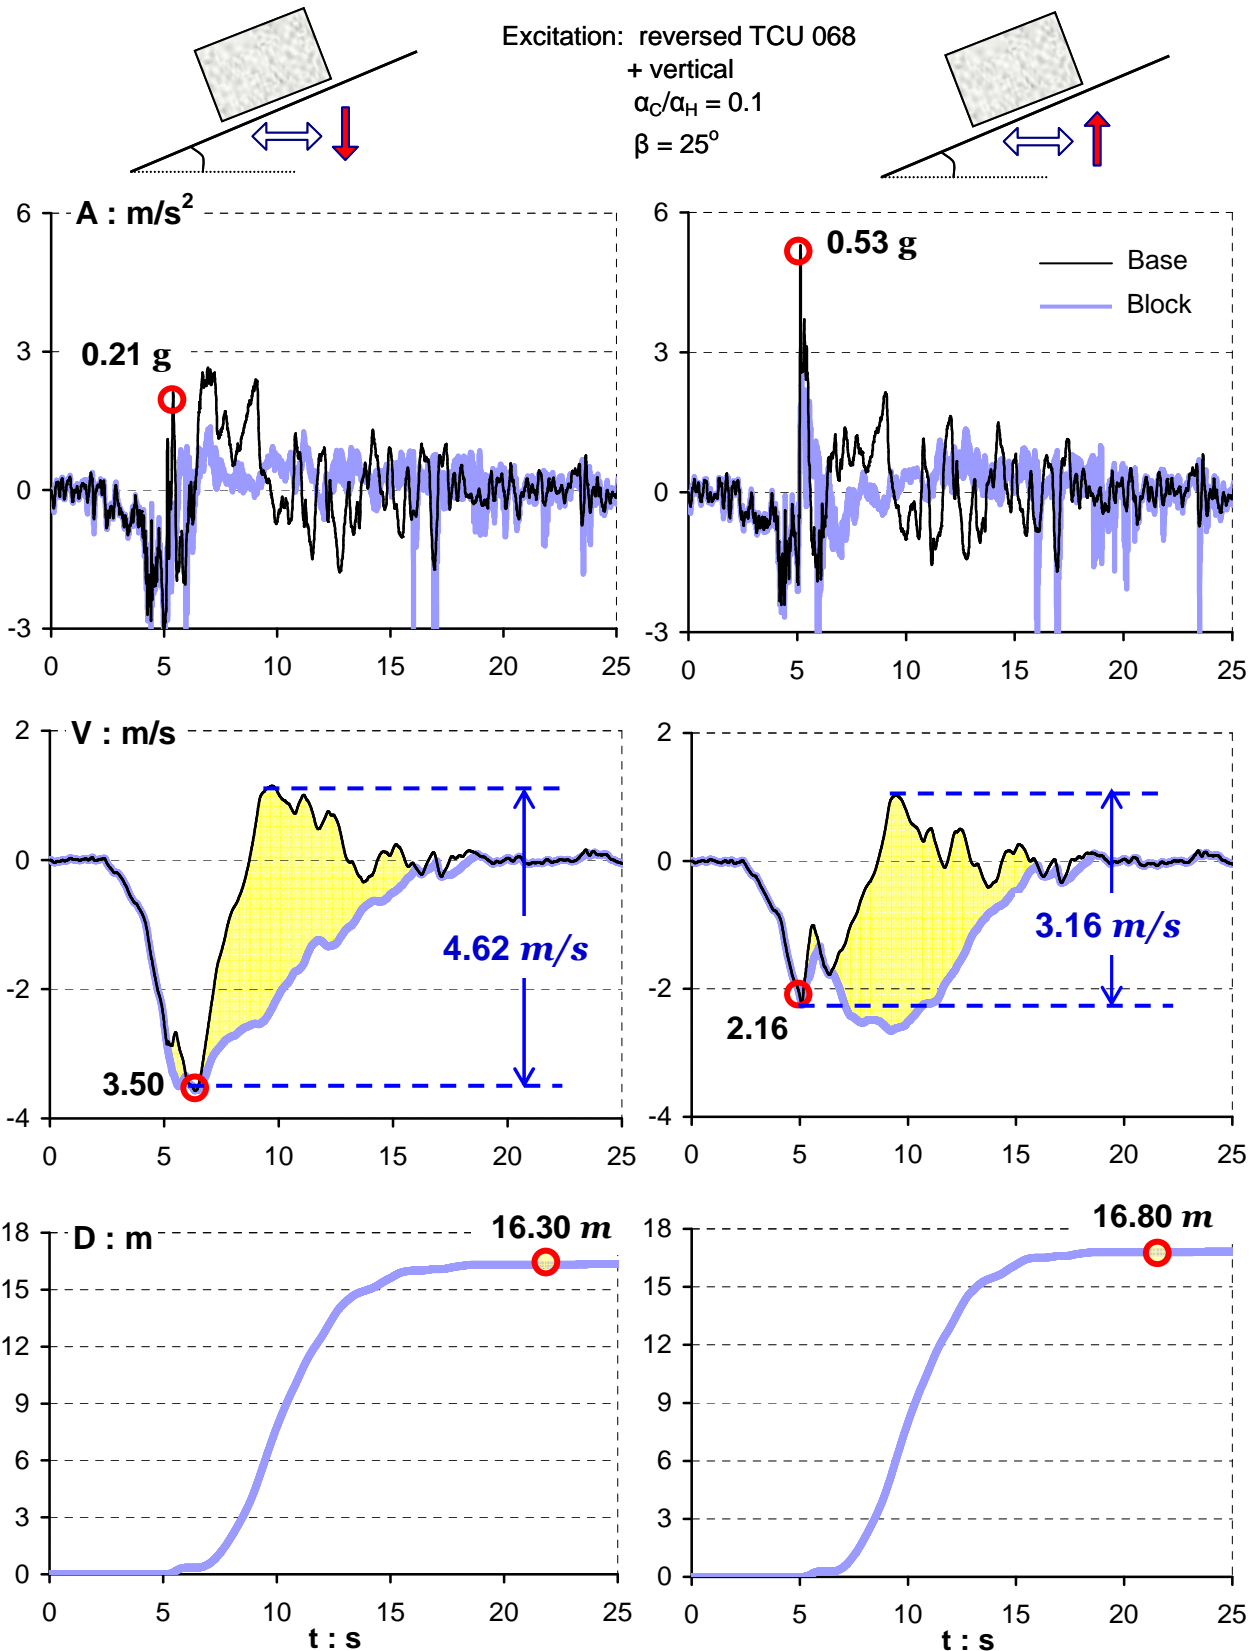 Excitation: reversed TCU 068
+ vertical
αC/αH = 0.1
β = 25°
A : m/s²
6
3
0
-3
0 5 10 15 20 25
0.21 g
6
3
0
-3
0 5 10 15 20 25
0.53 g
Base
Block
V : m/s
2
0
-2
-4
0 5 10 15 20 25
4.62 m/s
3.50
2
0
-2
-4
0 5 10 15 20 25
3.16 m/s
2.16
D : m
18
15
12
9
6
3
0
0 5 10 15 20 25
16.30 m
t : s
18
15
12
9
6
3
0
0 5 10 15 20 25
16.80 m
t : s